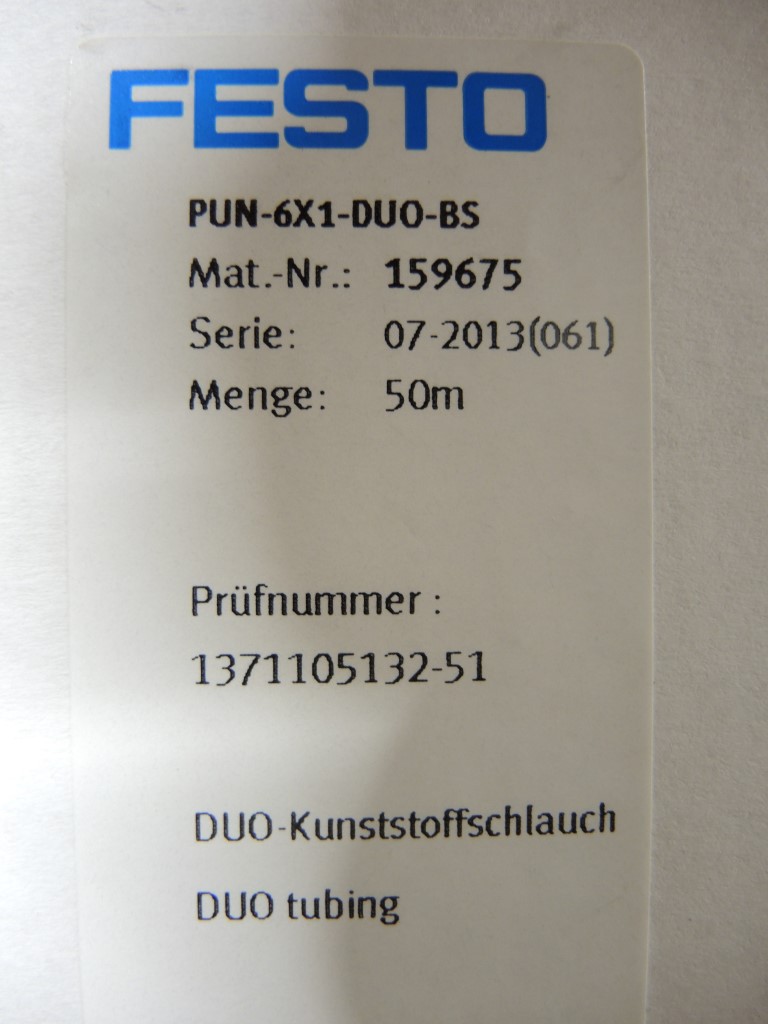 FESTO
PUN-6X1-DUO-BS
Mat.-Nr.: 159675
Serie: 07-2013(061)
Menge: 50m
Prüfnummer :
1371105132-51
DUO-Kunststoffschlauch
DUO tubing